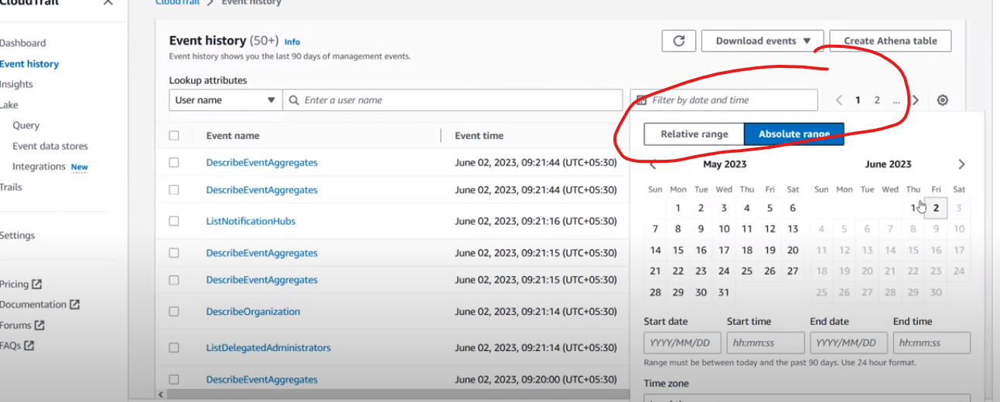 CloudTrail
CloudTrail > Event history
Dashboard
Event history
Insights
Lake
Query
Event data stores
Integrations New
Trails
Settings
Pricing
Documentation
Forums
FAQs
Event history (50+) Info
Event history shows you the last 90 days of management events.
Download events
Create Athena table
Lookup attributes
User name
Enter a user name
Filter by date and time
1 2 ...
Event name Event time
DescribeEventAggregates June 02, 2023, 09:21:44 (UTC+05:30)
DescribeEventAggregates June 02, 2023, 09:21:44 (UTC+05:30)
ListNotificationHubs June 02, 2023, 09:21:16 (UTC+05:30)
DescribeEventAggregates June 02, 2023, 09:21:15 (UTC+05:30)
DescribeEventAggregates June 02, 2023, 09:21:15 (UTC+05:30)
DescribeOrganization June 02, 2023, 09:21:14 (UTC+05:30)
ListDelegatedAdministrators June 02, 2023, 09:21:14 (UTC+05:30)
DescribeEventAggregates June 02, 2023, 09:20:00 (UTC+05:30)
Relative range Absolute range
May 2023
Sun Mon Tue Wed Thu Fri Sat
1 2 3 4 5 6
7 8 9 10 11 12 13
14 15 16 17 18 19 20
21 22 23 24 25 26 27
28 29 30 31
June 2023
Sun Mon Tue Wed Thu Fri Sat
1 2 3
4 5 6 7 8 9 10
11 12 13 14 15 16 17
18 19 20 21 22 23 24
25 26 27 28 29 30
Start date Start time End date End time
YYYY/MM/DD hh:mm:ss YYYY/MM/DD hh:mm:ss
Range must be between today and the past 90 days. Use 24 hour format.
Time zone